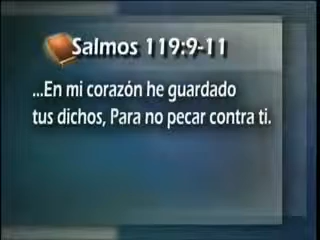 Salmos 119:9-11
...En mi corazón he guardado
tus dichos, Para no pecar contra ti.